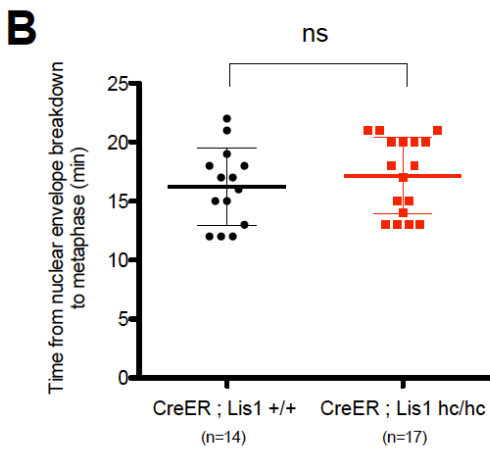 B
ns
Time from nuclear envelope breakdown
to metaphase (min)
25
20
15
10
5
0
CreER ; Lis1 +/+
CreER ; Lis1 hc/hc
(n=14)
(n=17)